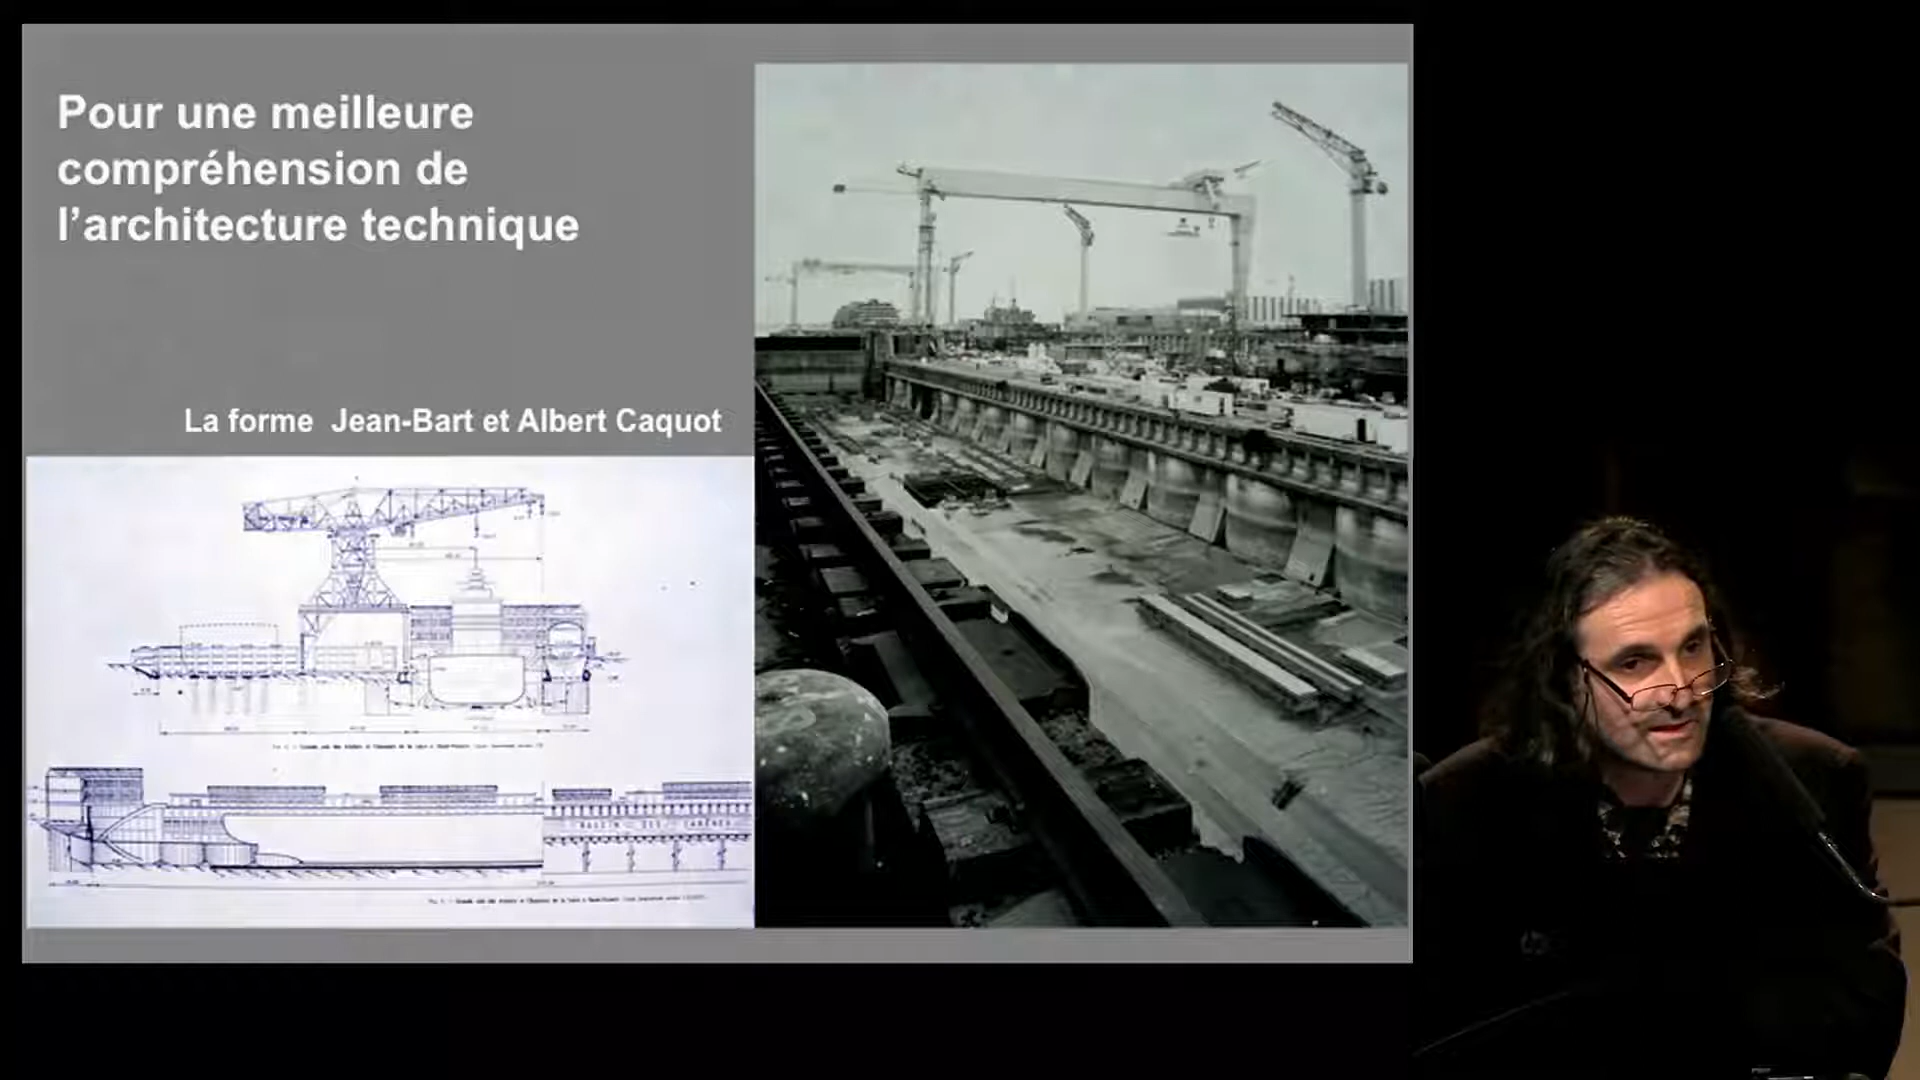 Pour une meilleure
compréhension de
l’architecture technique
La forme Jean-Bart et Albert Caquot